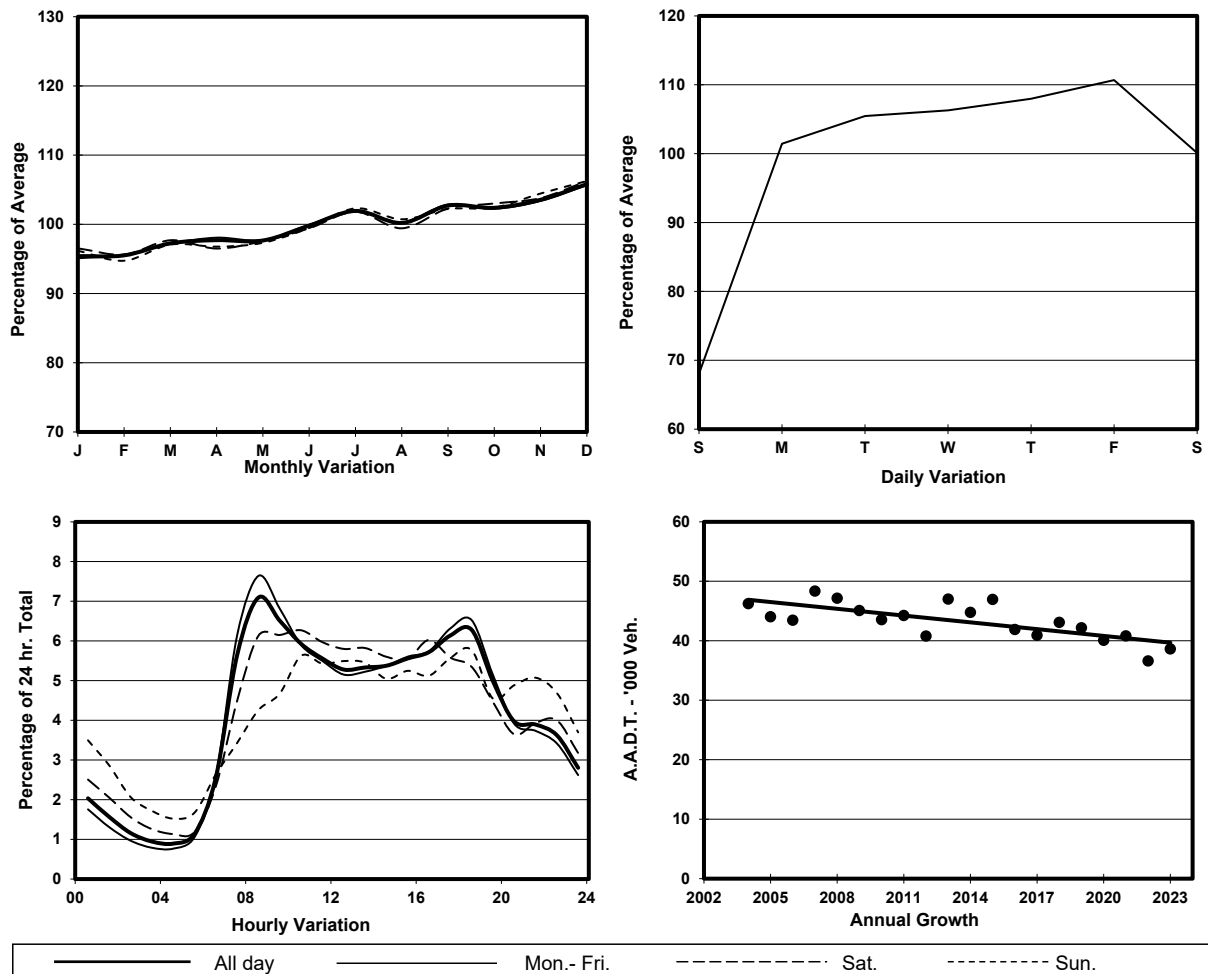 130
120
110
100
90
80
70
Percentage of Average
J F M A M J J A S O N D
Monthly Variation
120
110
100
90
80
70
60
Percentage of Average
S M T W T F S
Daily Variation
9
8
7
6
5
4
3
2
1
0
Percentage of 24 hr. Total
00 04 08 12 16 20 24
Hourly Variation
60
50
40
30
20
10
0
A.A.D.T. - '000 Veh.
2002 2005 2008 2011 2014 2017 2020 2023
Annual Growth
All day Mon.- Fri. Sat. Sun.